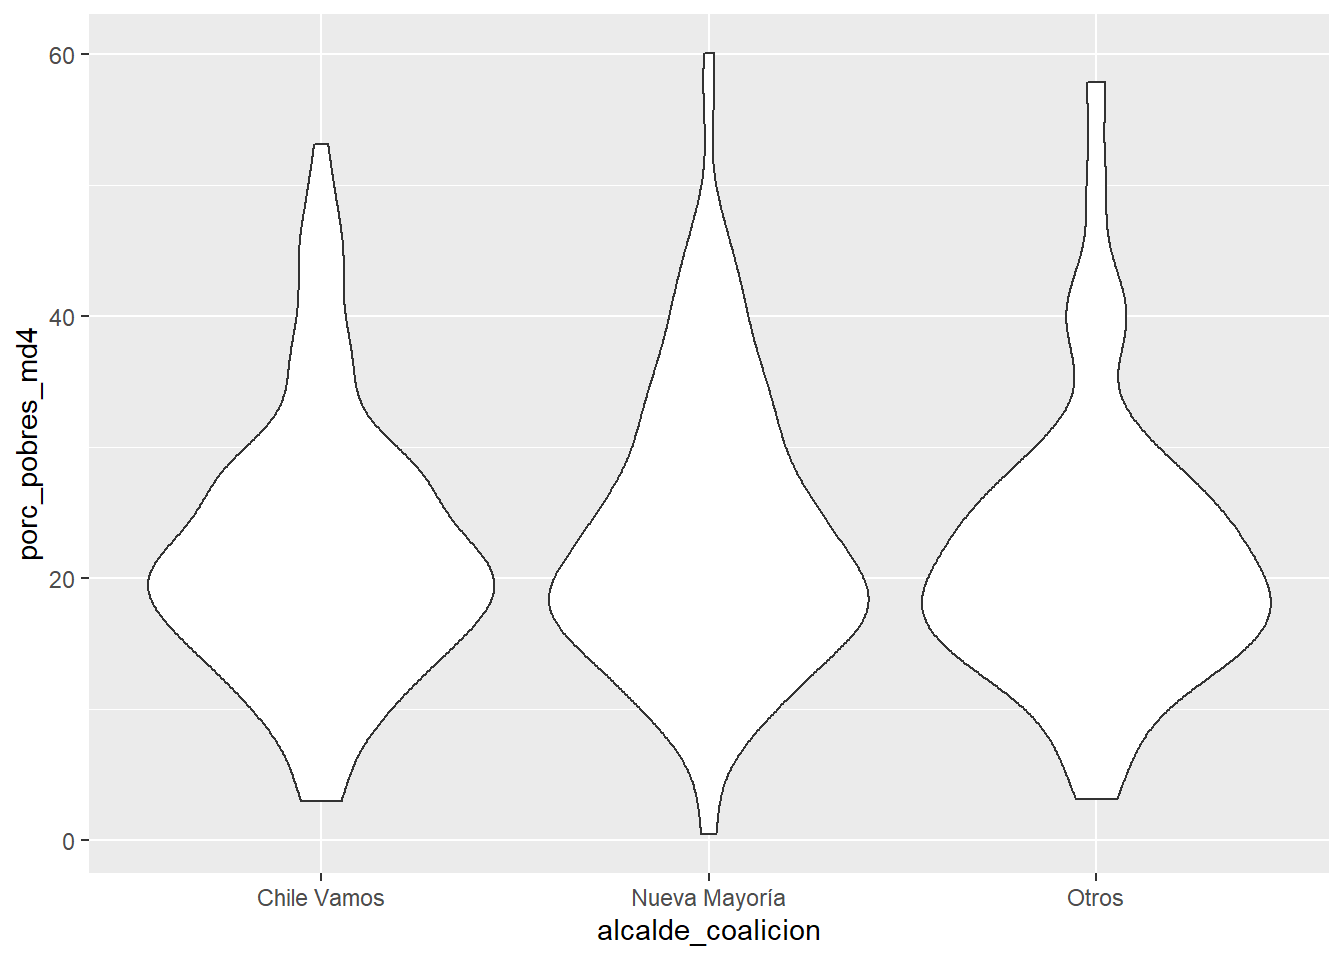 60
40
20
0
porc_pobres_md4
Chile Vamos
Nueva Mayoría
Otros
alcalde_coalicion